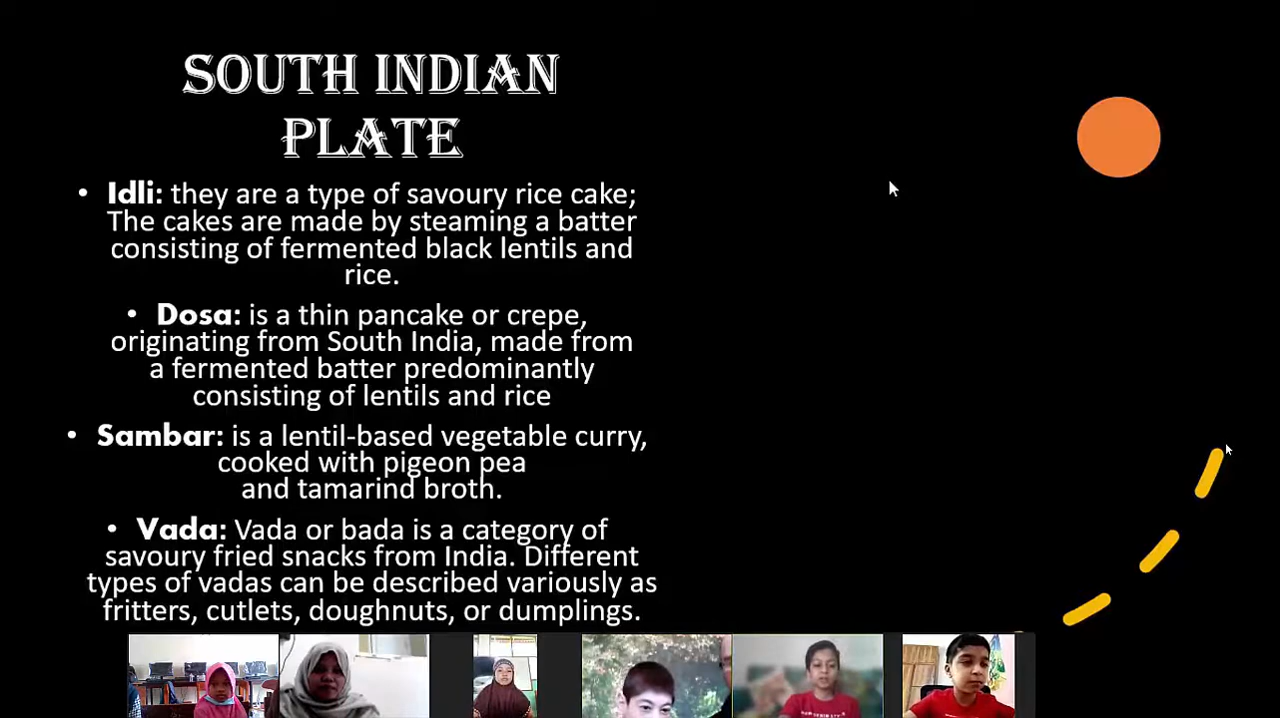 SOUTH INDIAN
PLATE
• Idli: they are a type of savoury rice cake;
The cakes are made by steaming a batter
consisting of fermented black lentils and
rice.
• Dosa: is a thin pancake or crepe,
originating from South India, made from
a fermented batter predominantly
consisting of lentils and rice
• Sambar: is a lentil-based vegetable curry,
cooked with pigeon pea
and tamarind broth.
• Vada: Vada or bada is a category of
savoury fried snacks from India. Different
types of vadas can be described variously as
fritters, cutlets, doughnuts, or dumplings.